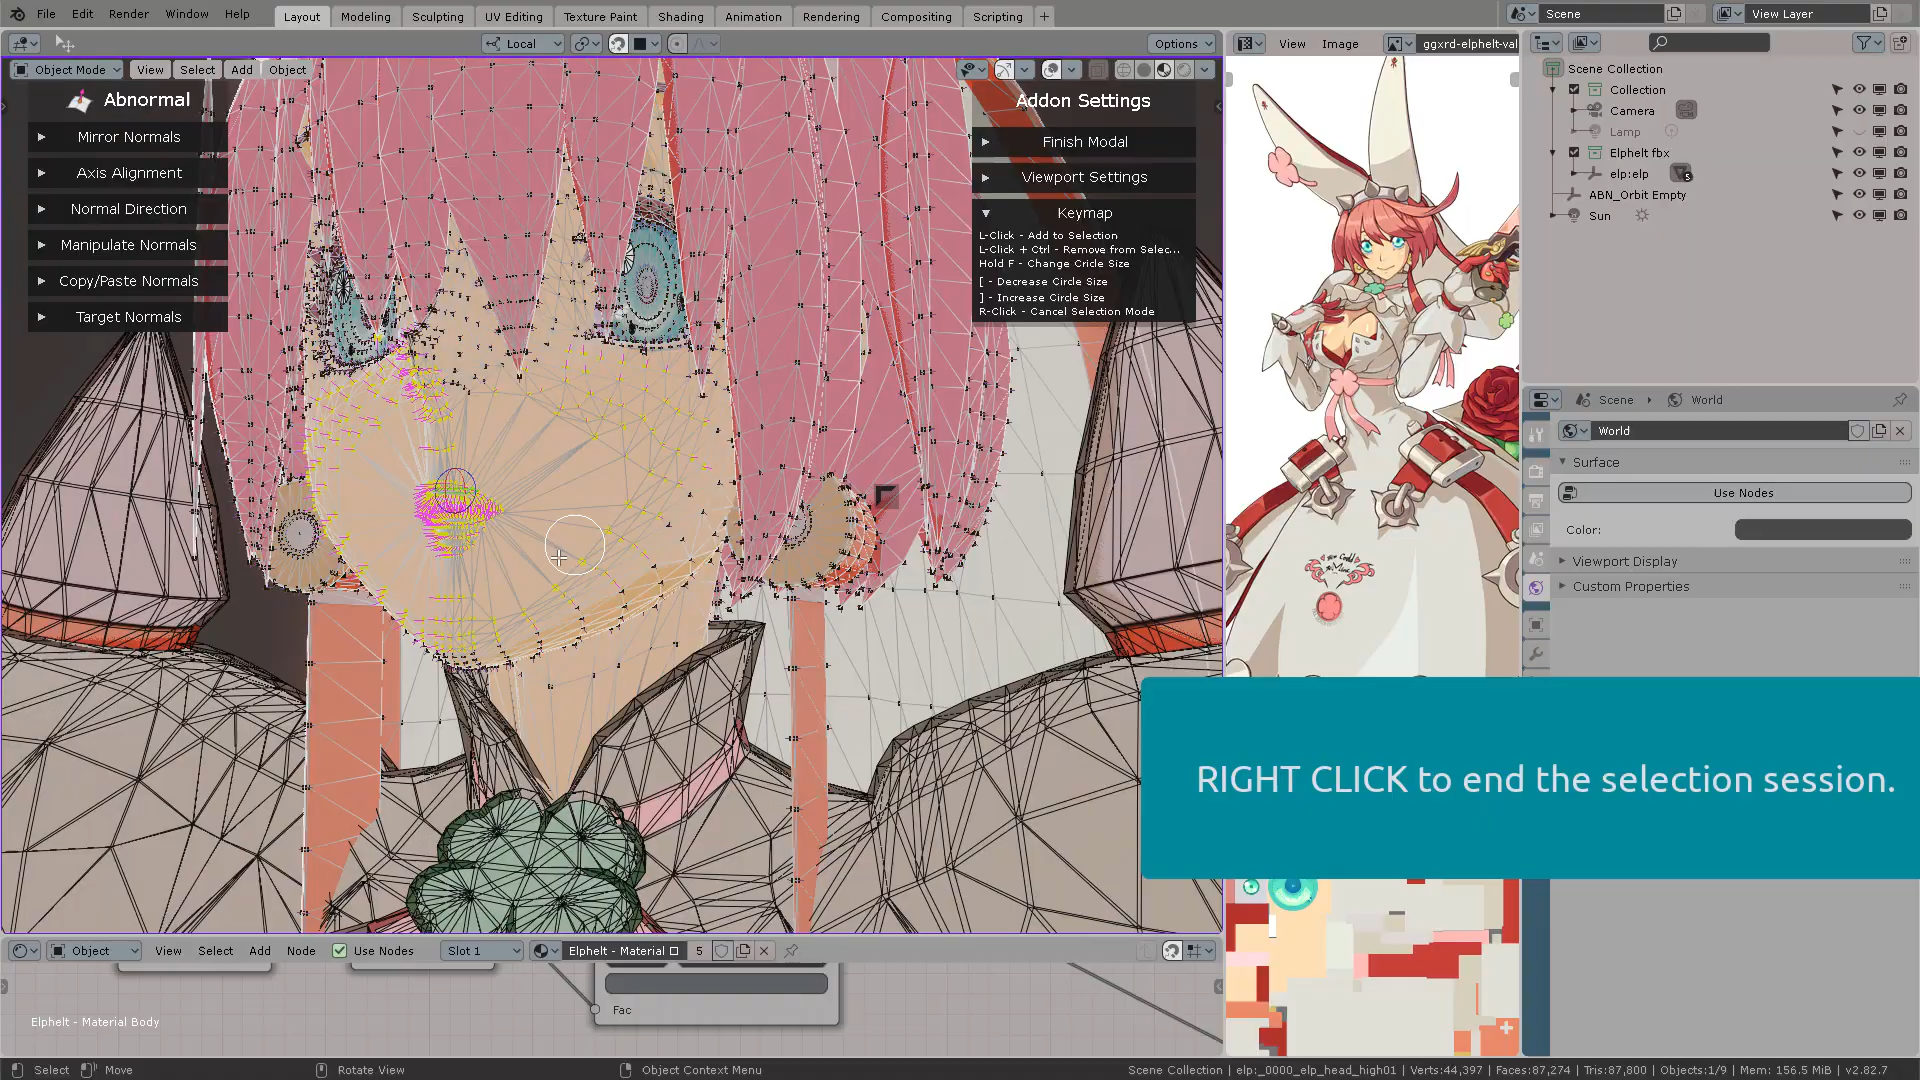 File Edit Render Window Help
Layout Modeling Sculpting UV Editing Texture Paint Shading Animation Rendering Compositing Scripting +
Scene
View Layer
Local
Options
View Image
ggxrd-elphelt-val
Object Mode View Select Add Object
Abnormal
Mirror Normals
Axis Alignment
Normal Direction
Manipulate Normals
Copy/Paste Normals
Target Normals
Addon Settings
Finish Modal
Viewport Settings
Keymap
L-Click - Add to Selection
L-Click + Ctrl - Remove from Selec...
Hold F - Change Circle Size
[ - Decrease Circle Size
] - Increase Circle Size
R-Click - Cancel Selection Mode
Scene Collection
Collection
Camera
Lamp
Elphelt fbx
elp:elp
5
ABN_Orbit Empty
Sun
Scene World
World
Surface
Use Nodes
Color:
Viewport Display
Custom Properties
RIGHT CLICK to end the selection session.
Object View Select Add Node Use Nodes Slot 1 Elphelt - Material 5
Fac
Elphelt - Material Body
Select Move Rotate View Object Context Menu
Scene Collection | elp:_0000_elp_head_high01 | Verts:44,397 | Faces:87,274 | Tris:87,800 | Objects:1/9 | Mem: 156.5 MiB | v2.82.7